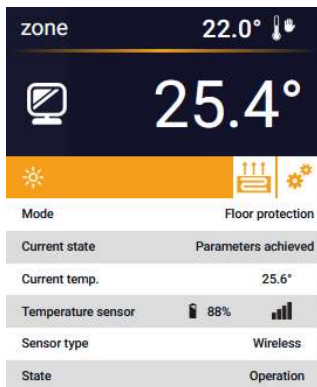 zone 22.0°
25.4°
Mode Floor protection
Current state Parameters achieved
Current temp. 25.6°
Temperature sensor 88%
Sensor type Wireless
State Operation